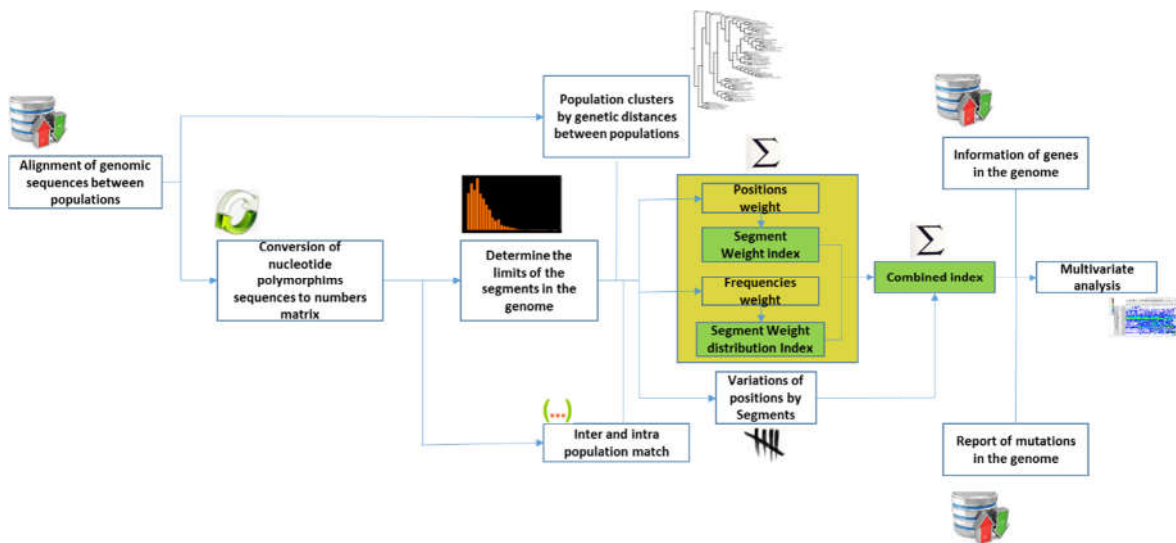 Population clusters
by genetic distances
between populations
Alignment of genomic
sequences between
populations
Conversion of
nucleotide
polymorphims
sequences to numbers
matrix
Determine the
limits of the
segments in the
genome
(...)
Inter and intra
population match
∑
Positions
weight
Segment
Weight index
Frequencies
weight
Segment Weight
distribution Index
Variations of
positions by
Segments
∑
Combined index
Information of genes
in the genome
Multivariate
analysis
Report of mutations
in the genome